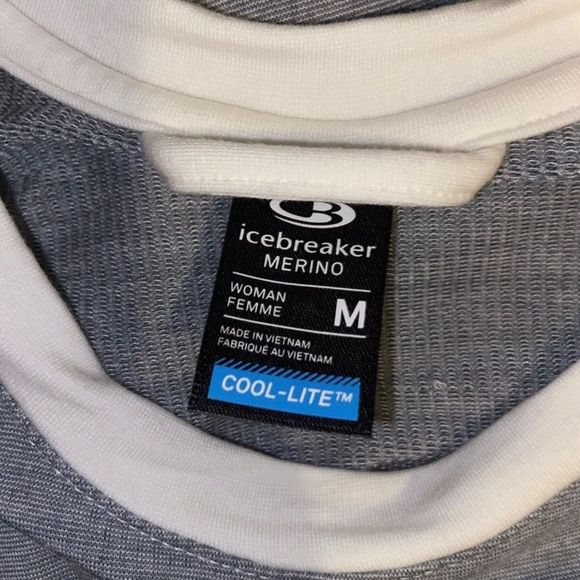 icebreaker
MERINO
WOMAN
FEMME
M
MADE IN VIETNAM
FABRIQUÉ AU VIETNAM
COOL-LITE™